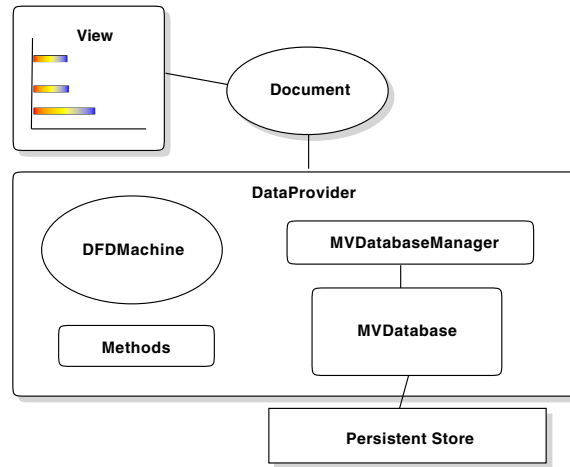 View
Document
DataProvider
DFDMachine
MVDatabaseManager
MVDatabase
Methods
Persistent Store